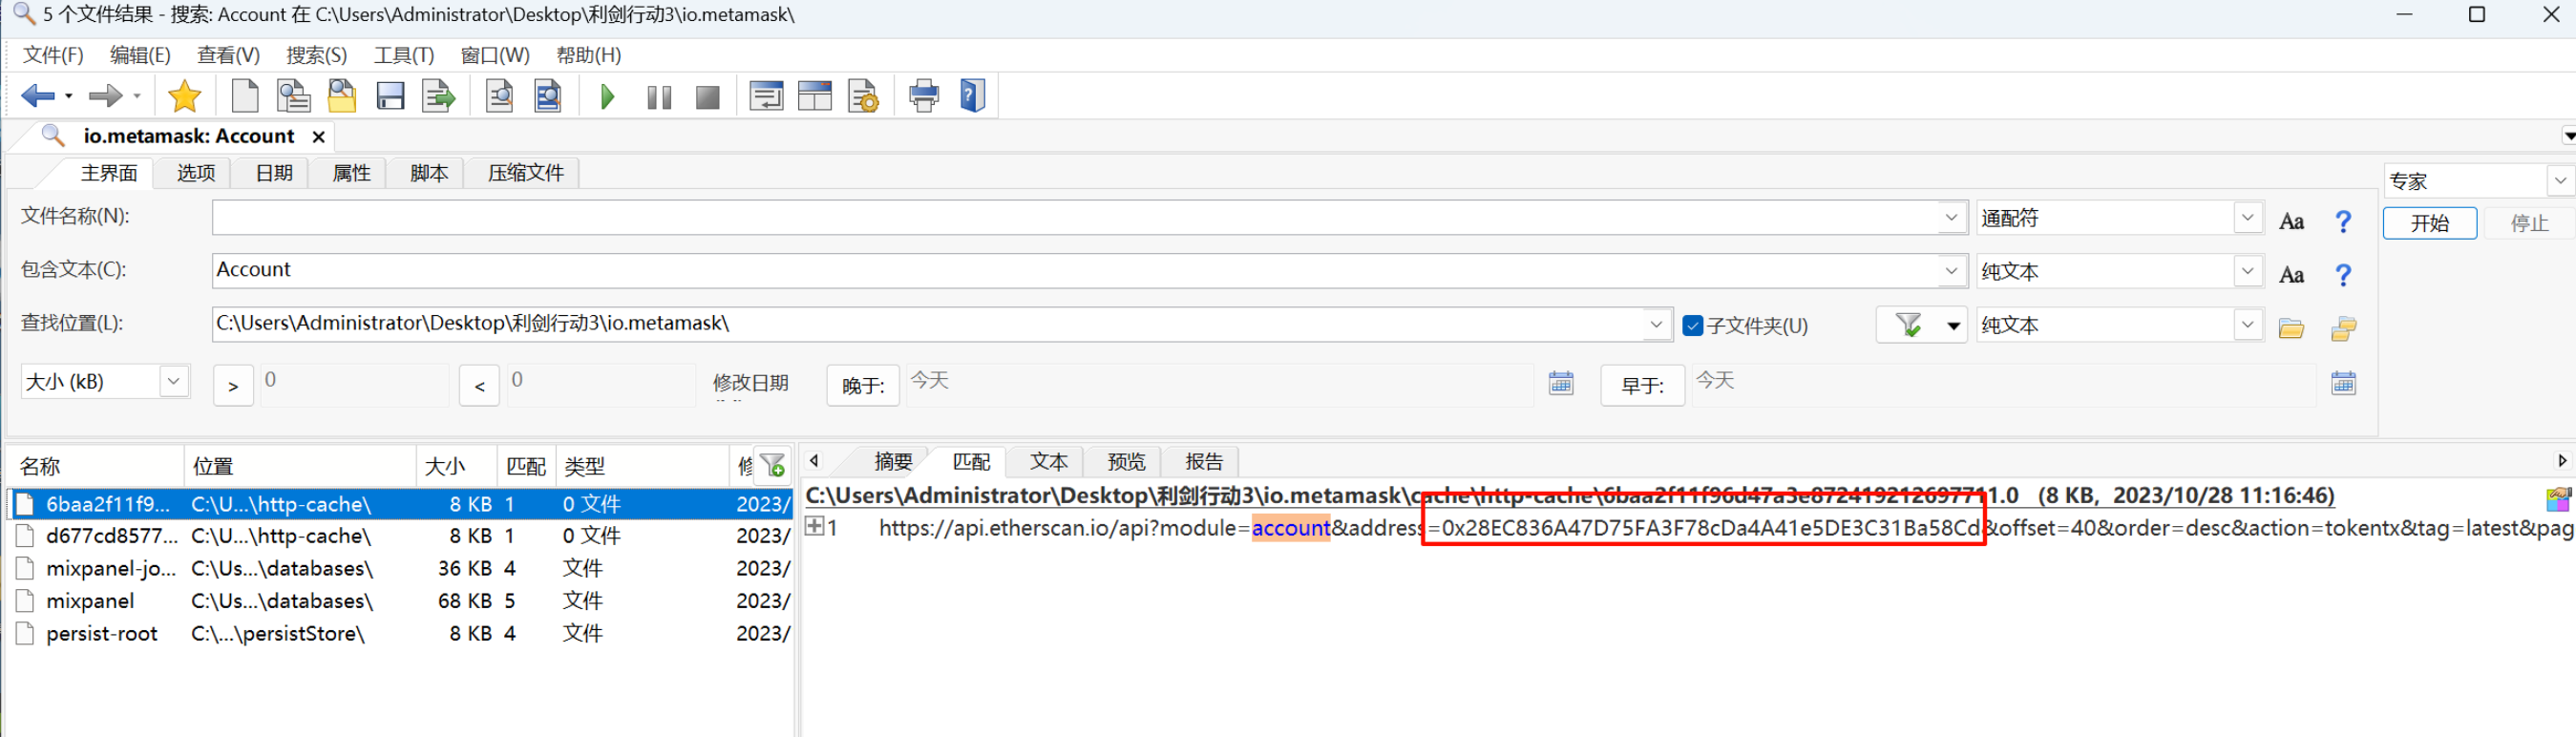 5 个文件结果 - 搜索: Account 在 C:\Users\Administrator\Desktop\利剑行动3\io.metamask\
文件(F) 编辑(E) 查看(V) 搜索(S) 工具(T) 窗口(W) 帮助(H)
io.metamask: Account
主界面 选项 日期 属性 脚本 压缩文件
专家
文件名称(N): 通配符 Aa ?
开始 停止
包含文本(C): Account 纯文本 Aa ?
查找位置(L): C:\Users\Administrator\Desktop\利剑行动3\io.metamask\ 子文件夹(U) 纯文本
大小 (kB) > 0 < 0 修改日期 晚于: 今天 早于: 今天
名称 位置 大小 匹配 类型 修
摘要 匹配 文本 预览 报告
6baa2f11f9... C:\U...\http-cache\ 8 KB 1 0 文件 2023/
d677cd8577... C:\U...\http-cache\ 8 KB 1 0 文件 2023/
mixpanel-jo... C:\Us...\databases\ 36 KB 4 文件 2023/
mixpanel C:\Us...\databases\ 68 KB 5 文件 2023/
persist-root C:\...\persistStore\ 8 KB 4 文件 2023/
C:\Users\Administrator\Desktop\利剑行动3\io.metamask\cache\http-cache\6baa2f11f96d47a3e872419212697711.0 (8 KB, 2023/10/28 11:16:46)
1 https://api.etherscan.io/api?module=account&address=0x28EC836A47D75FA3F78cDa4A41e5DE3C31Ba58Cd&offset=40&order=desc&action=tokentx&tag=latest&pag